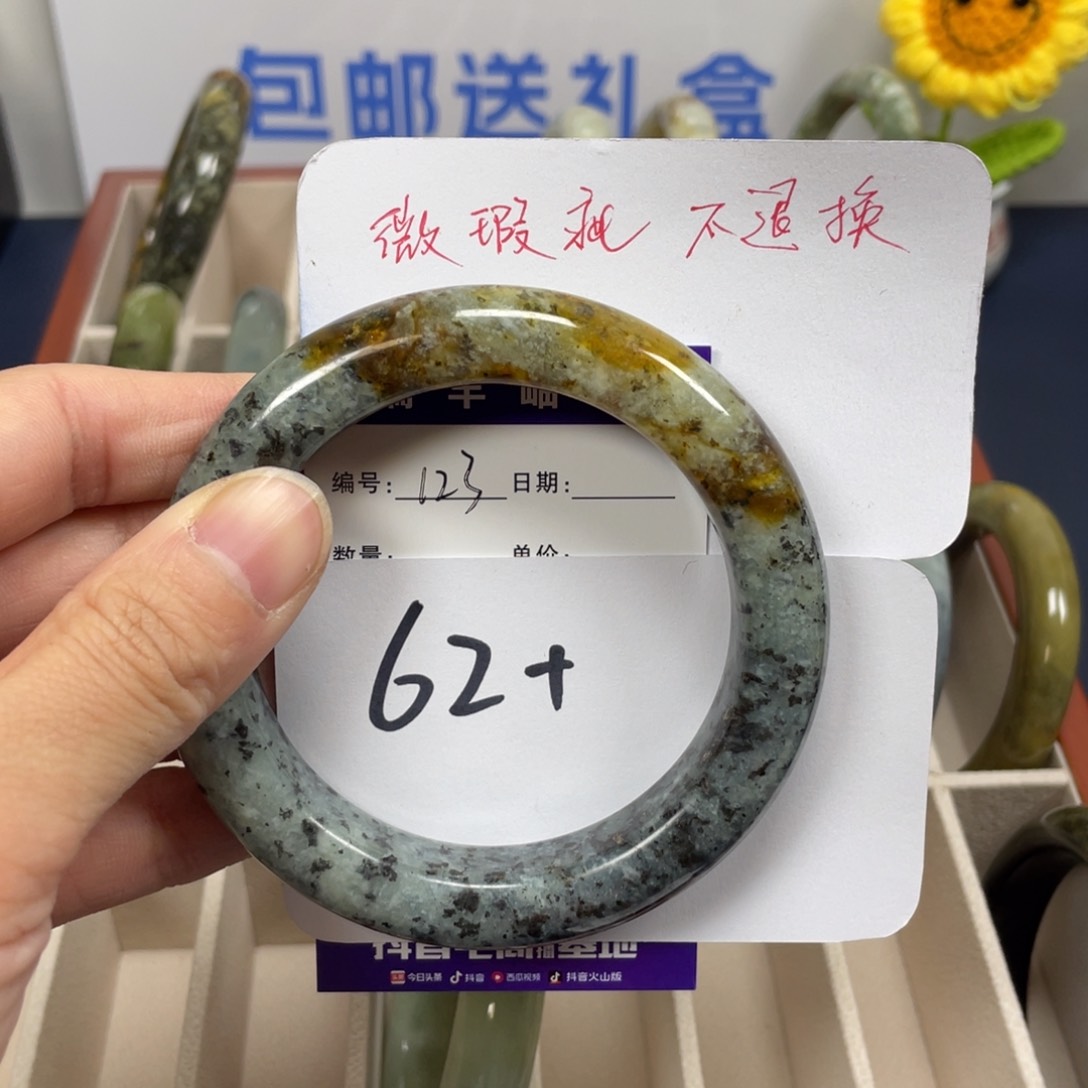 包邮送礼盒
微瑕疵 不退换
编号: 123 日期:
数量: 单价:
62+
今日头条 抖音 西瓜视频 抖音火山版